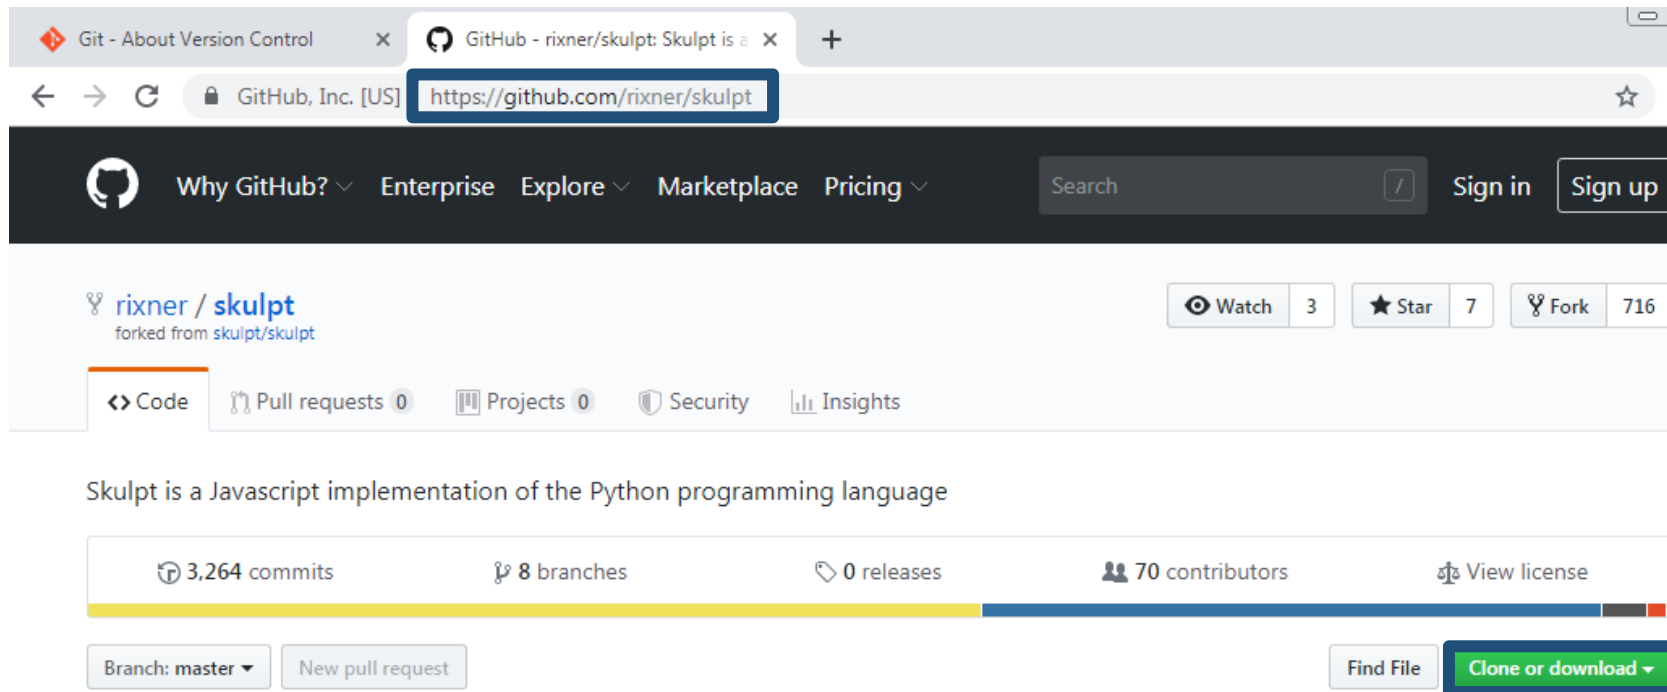 Git - About Version Control GitHub - rixner/skulpt: Skulpt is a
GitHub, Inc. [US] https://github.com/rixner/skulpt
Why GitHub? Enterprise Explore Marketplace Pricing Search / Sign in Sign up
rixner / skulpt Watch 3 Star 7 Fork 716
forked from skulpt/skulpt
Code Pull requests 0 Projects 0 Security Insights
Skulpt is a Javascript implementation of the Python programming language
3,264 commits 8 branches 0 releases 70 contributors View license
Branch: master New pull request Find File Clone or download